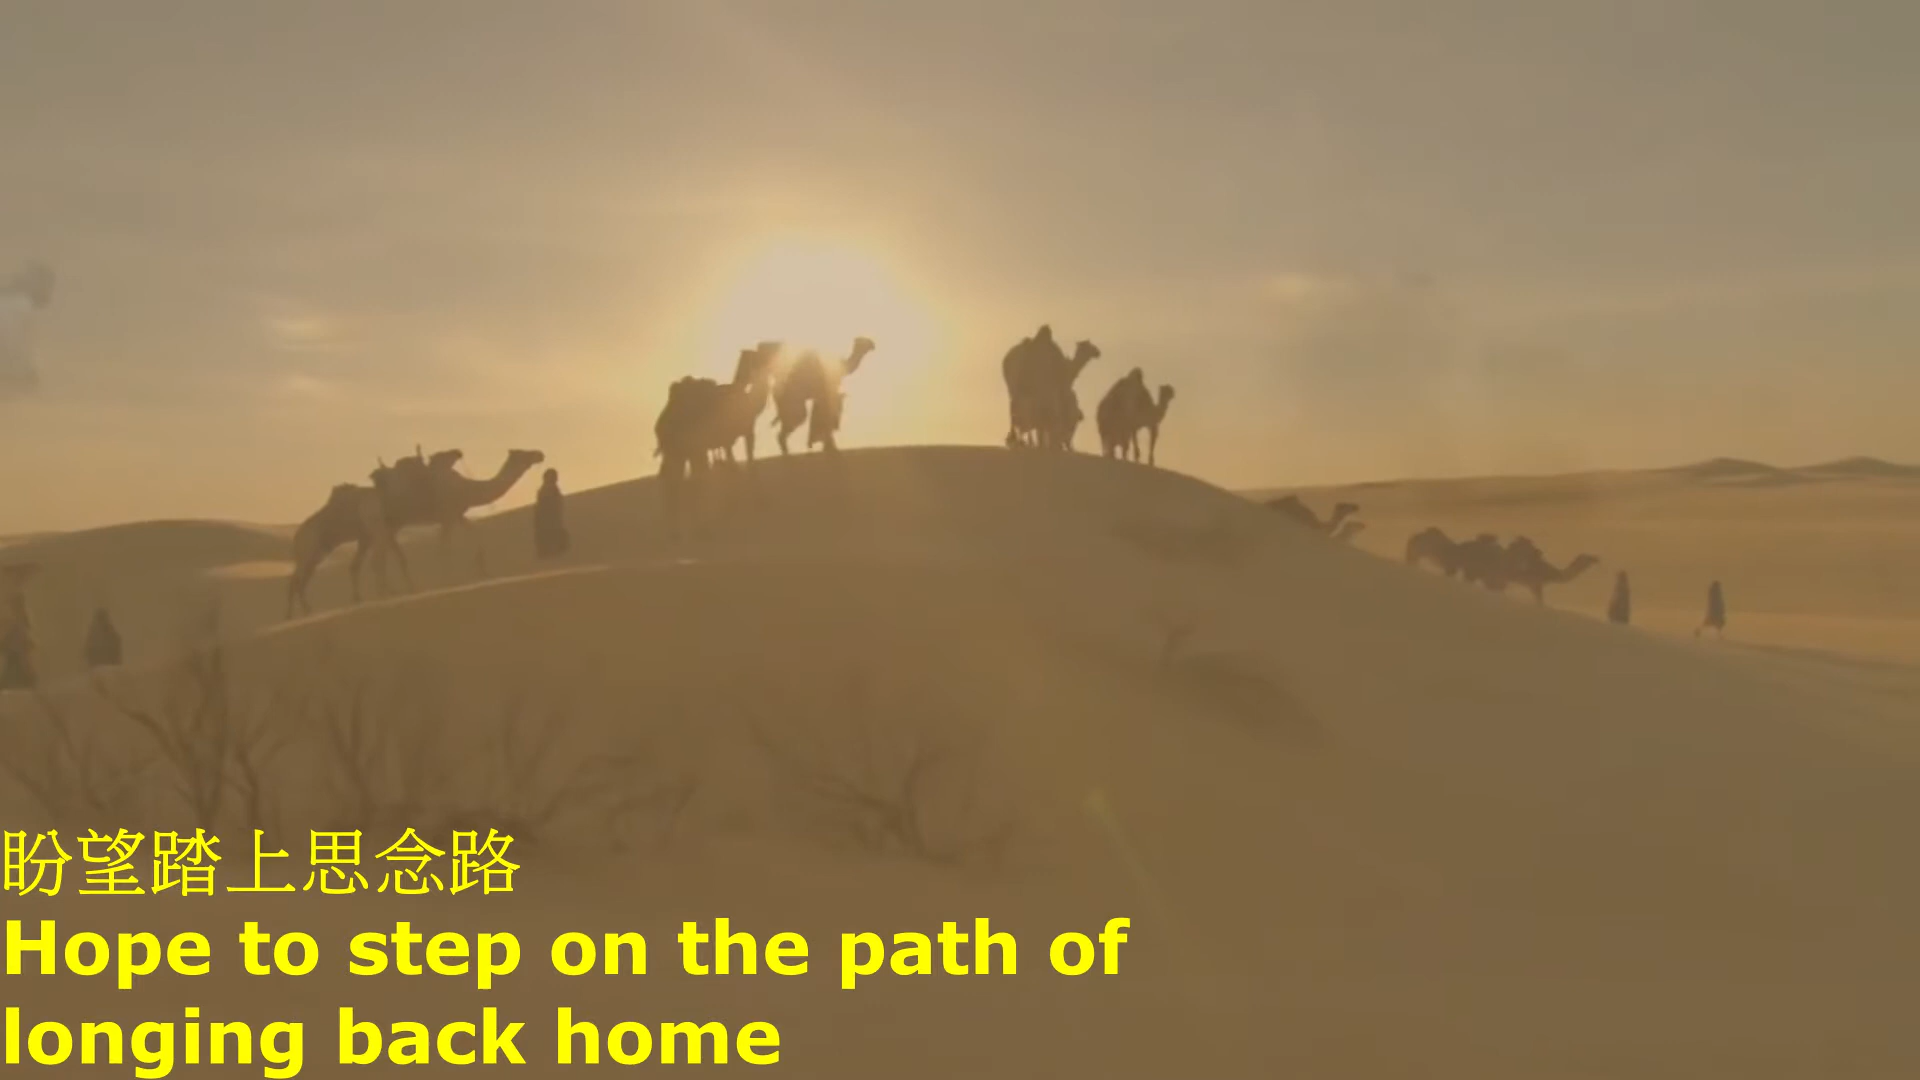 盼望踏上思念路
Hope to step on the path of
longing back home